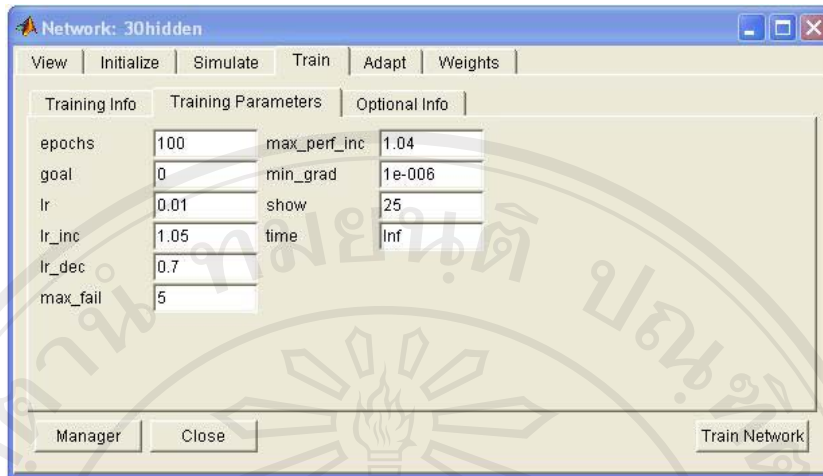 Network: 30hidden
View Initialize Simulate Train Adapt Weights
Training Info Training Parameters Optional Info
epochs 100 max_perf_inc 1.04
goal 0 min_grad 1e-006
lr 0.01 show 25
lr_inc 1.05 time Inf
lr_dec 0.7
max_fail 5
Manager Close Train Network